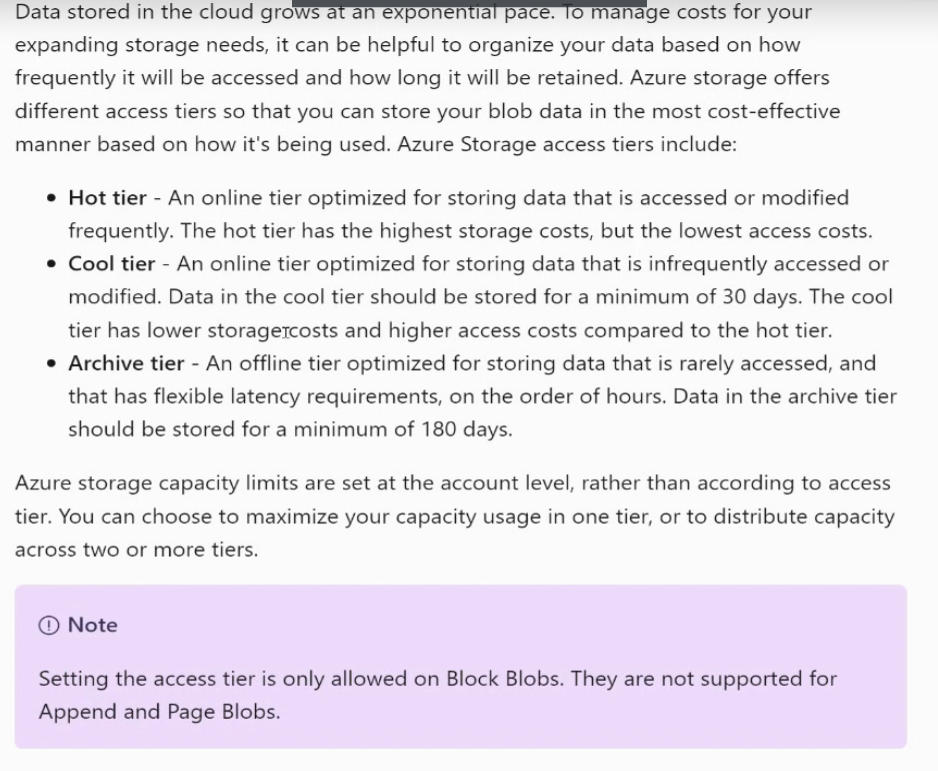 Data stored in the cloud grows at an exponential pace. To manage costs for your
expanding storage needs, it can be helpful to organize your data based on how
frequently it will be accessed and how long it will be retained. Azure storage offers
different access tiers so that you can store your blob data in the most cost-effective
manner based on how it's being used. Azure Storage access tiers include:
• Hot tier - An online tier optimized for storing data that is accessed or modified
frequently. The hot tier has the highest storage costs, but the lowest access costs.
• Cool tier - An online tier optimized for storing data that is infrequently accessed or
modified. Data in the cool tier should be stored for a minimum of 30 days. The cool
tier has lower storage costs and higher access costs compared to the hot tier.
• Archive tier - An offline tier optimized for storing data that is rarely accessed, and
that has flexible latency requirements, on the order of hours. Data in the archive tier
should be stored for a minimum of 180 days.
Azure storage capacity limits are set at the account level, rather than according to access
tier. You can choose to maximize your capacity usage in one tier, or to distribute capacity
across two or more tiers.
Note
Setting the access tier is only allowed on Block Blobs. They are not supported for
Append and Page Blobs.